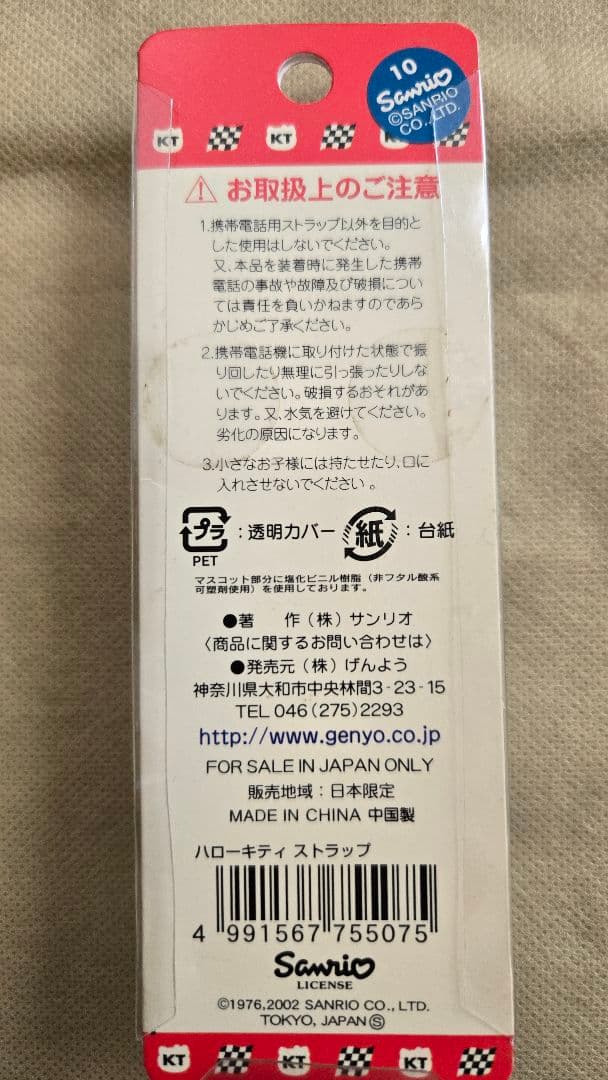 10
Sanrio
©SANRIO
CO.,LTD.
KT KT KT
お取扱上のご注意
1.携帯電話用ストラップ以外を目的と
した使用はしないでください。
又、本品を装着時に発生した携帯
電話の事故や故障及び破損につい
ては責任を負いかねますのであら
かじめご了承ください。
2.携帯電話機に取り付けた状態で振
り回したり無理に引っ張ったりしな
いでください。破損するおそれがあ
ります。又、水気を避けてください。
劣化の原因になります。
3.小さなお子様には持たせたり、口に
入れさせないでください。
プラ:透明カバー 紙:台紙
PET
マスコット部分に塩化ビニル樹脂(非フタル酸系
可塑剤使用)を使用しております。
●著 作(株)サンリオ
〈商品に関するお問い合わせは〉
●発売元(株)げんよう
神奈川県大和市中央林間3-23-15
TEL 046(275)2293
http://www.genyo.co.jp
FOR SALE IN JAPAN ONLY
販売地域:日本限定
MADE IN CHINA 中国製
ハローキティ ストラップ
4 991567 755075
Sanrio
LICENSE
©1976,2002 SANRIO CO., LTD.
TOKYO, JAPAN Ⓢ
KT KT KT